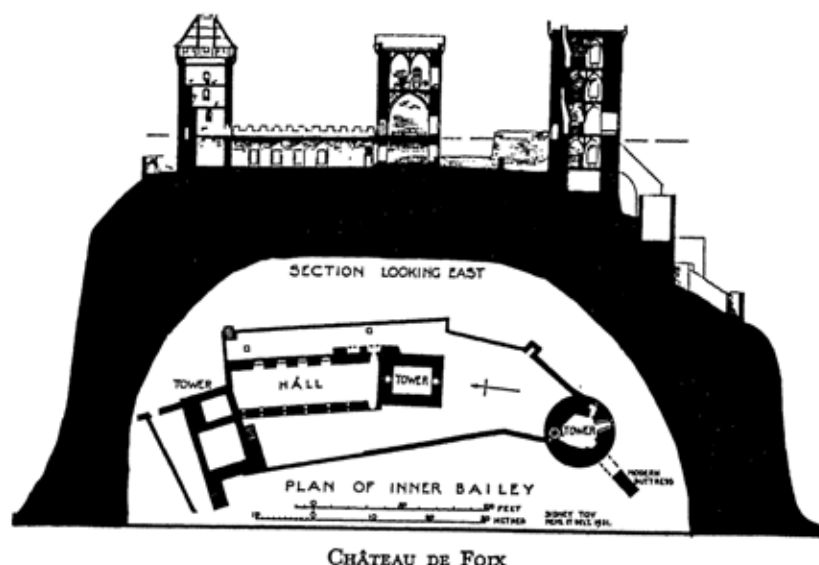 SECTION LOOKING EAST
TOWER
HALL
TOWER
TOWER
MODERN
BUTTRESS
PLAN OF INNER BAILEY
FEET
METRES
SIDNEY TOY
CHÂTEAU DE FOIX